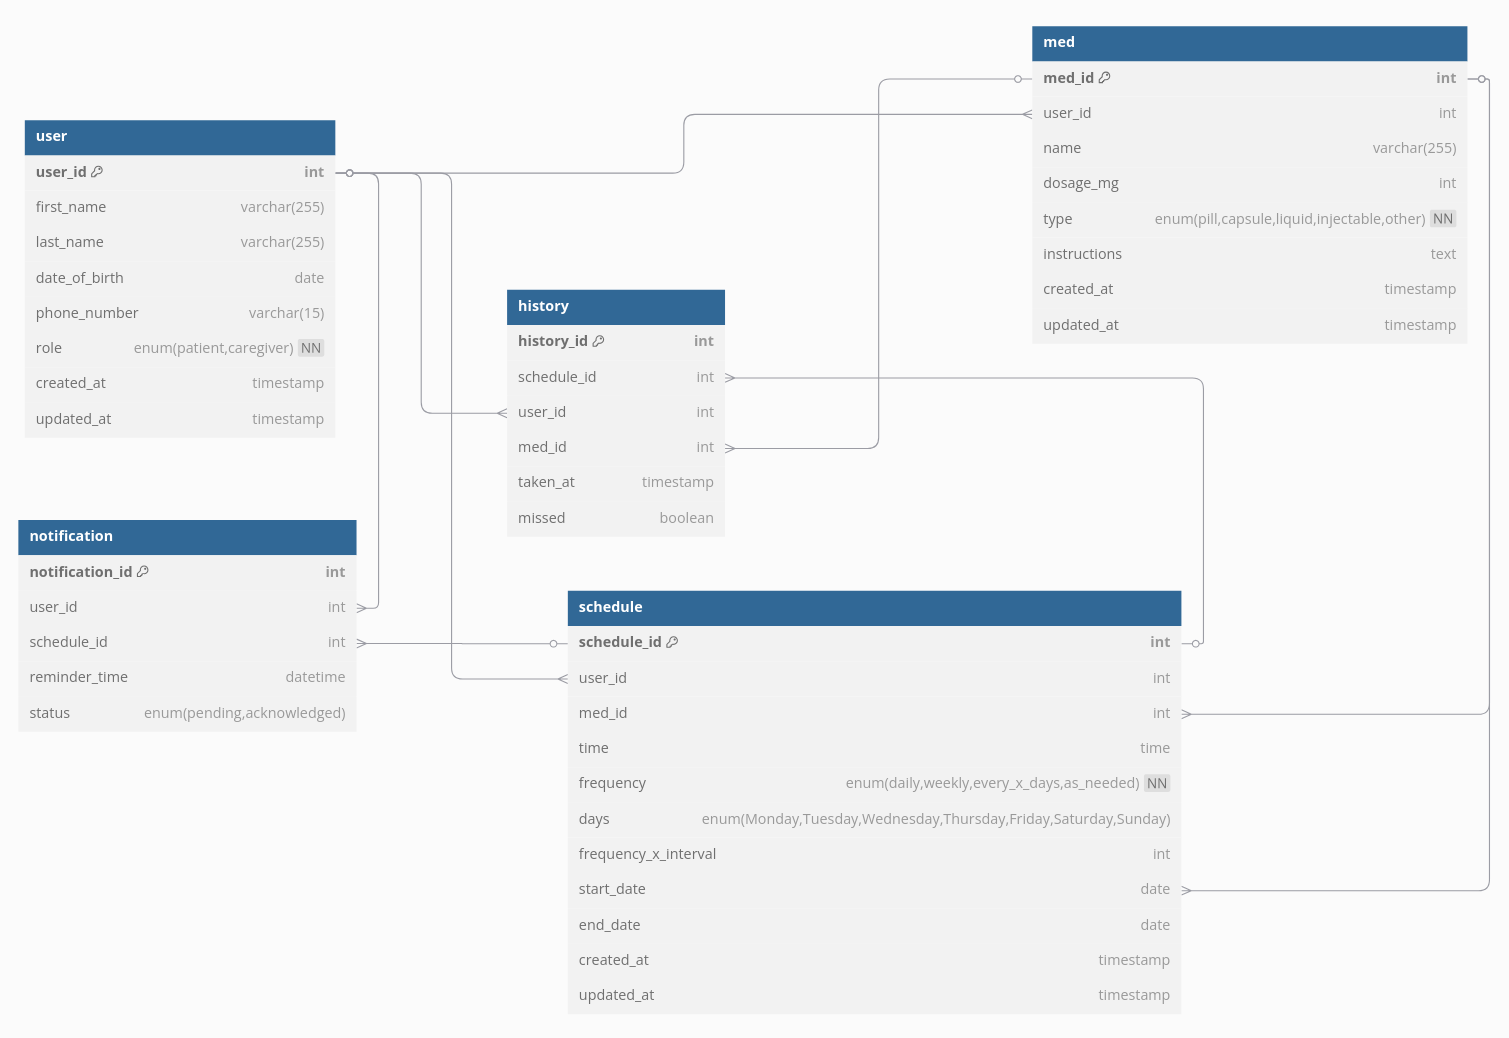 med
med_id int
user_id int
name varchar(255)
dosage_mg int
type enum(pill,capsule,liquid,injectable,other) NN
instructions text
created_at timestamp
updated_at timestamp
user
user_id int
first_name varchar(255)
last_name varchar(255)
date_of_birth date
phone_number varchar(15)
role enum(patient,caregiver) NN
created_at timestamp
updated_at timestamp
history
history_id int
schedule_id int
user_id int
med_id int
taken_at timestamp
missed boolean
notification
notification_id int
user_id int
schedule_id int
reminder_time datetime
status enum(pending,acknowledged)
schedule
schedule_id int
user_id int
med_id int
time time
frequency enum(daily,weekly,every_x_days,as_needed) NN
days enum(Monday,Tuesday,Wednesday,Thursday,Friday,Saturday,Sunday)
frequency_x_interval int
start_date date
end_date date
created_at timestamp
updated_at timestamp